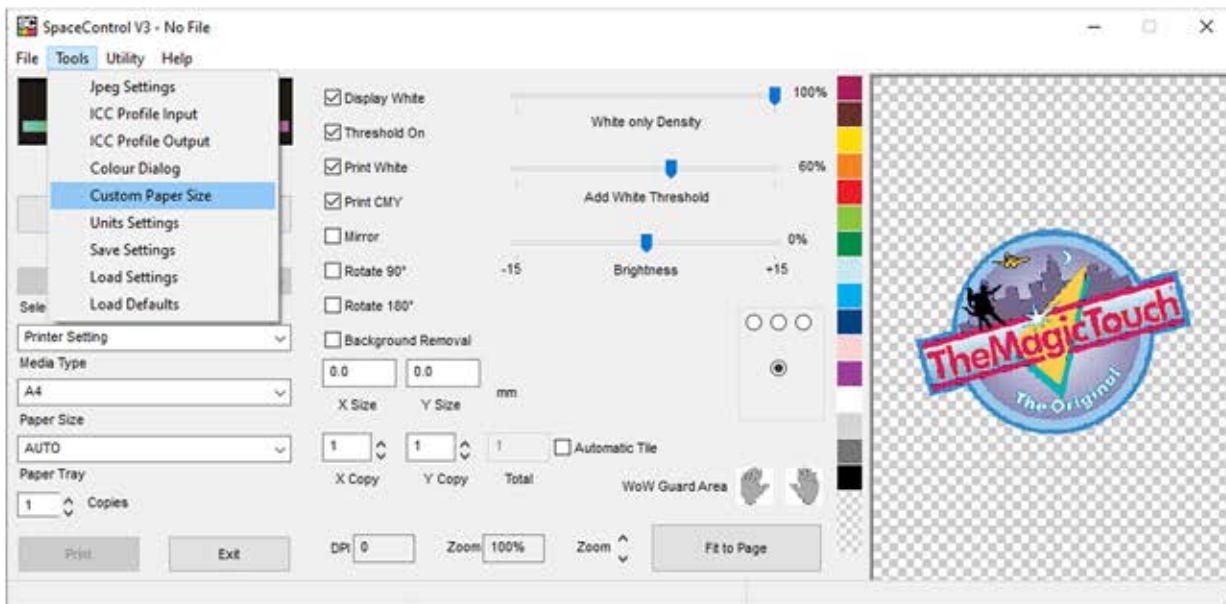 SpaceControl V3 - No File
File Tools Utility Help
Jpeg Settings
ICC Profile Input
ICC Profile Output
Colour Dialog
Custom Paper Size
Units Settings
Save Settings
Load Settings
Load Defaults
Printer Setting
Media Type
A4
Paper Size
AUTO
Paper Tray
1 Copies
Print Exit
Display White
Threshold On
Print White
Print CMY
Mirror
Rotate 90°
Rotate 180°
Background Removal
0.0 0.0 mm
X Size Y Size
1 1 1 Automatic Tile
X Copy Y Copy Total
WoW Guard Area
DPI 0 Zoom 100% Zoom Fit to Page
100%
White only Density
60%
Add White Threshold
0%
-15 Brightness +15
TheMagicTouch
The Original